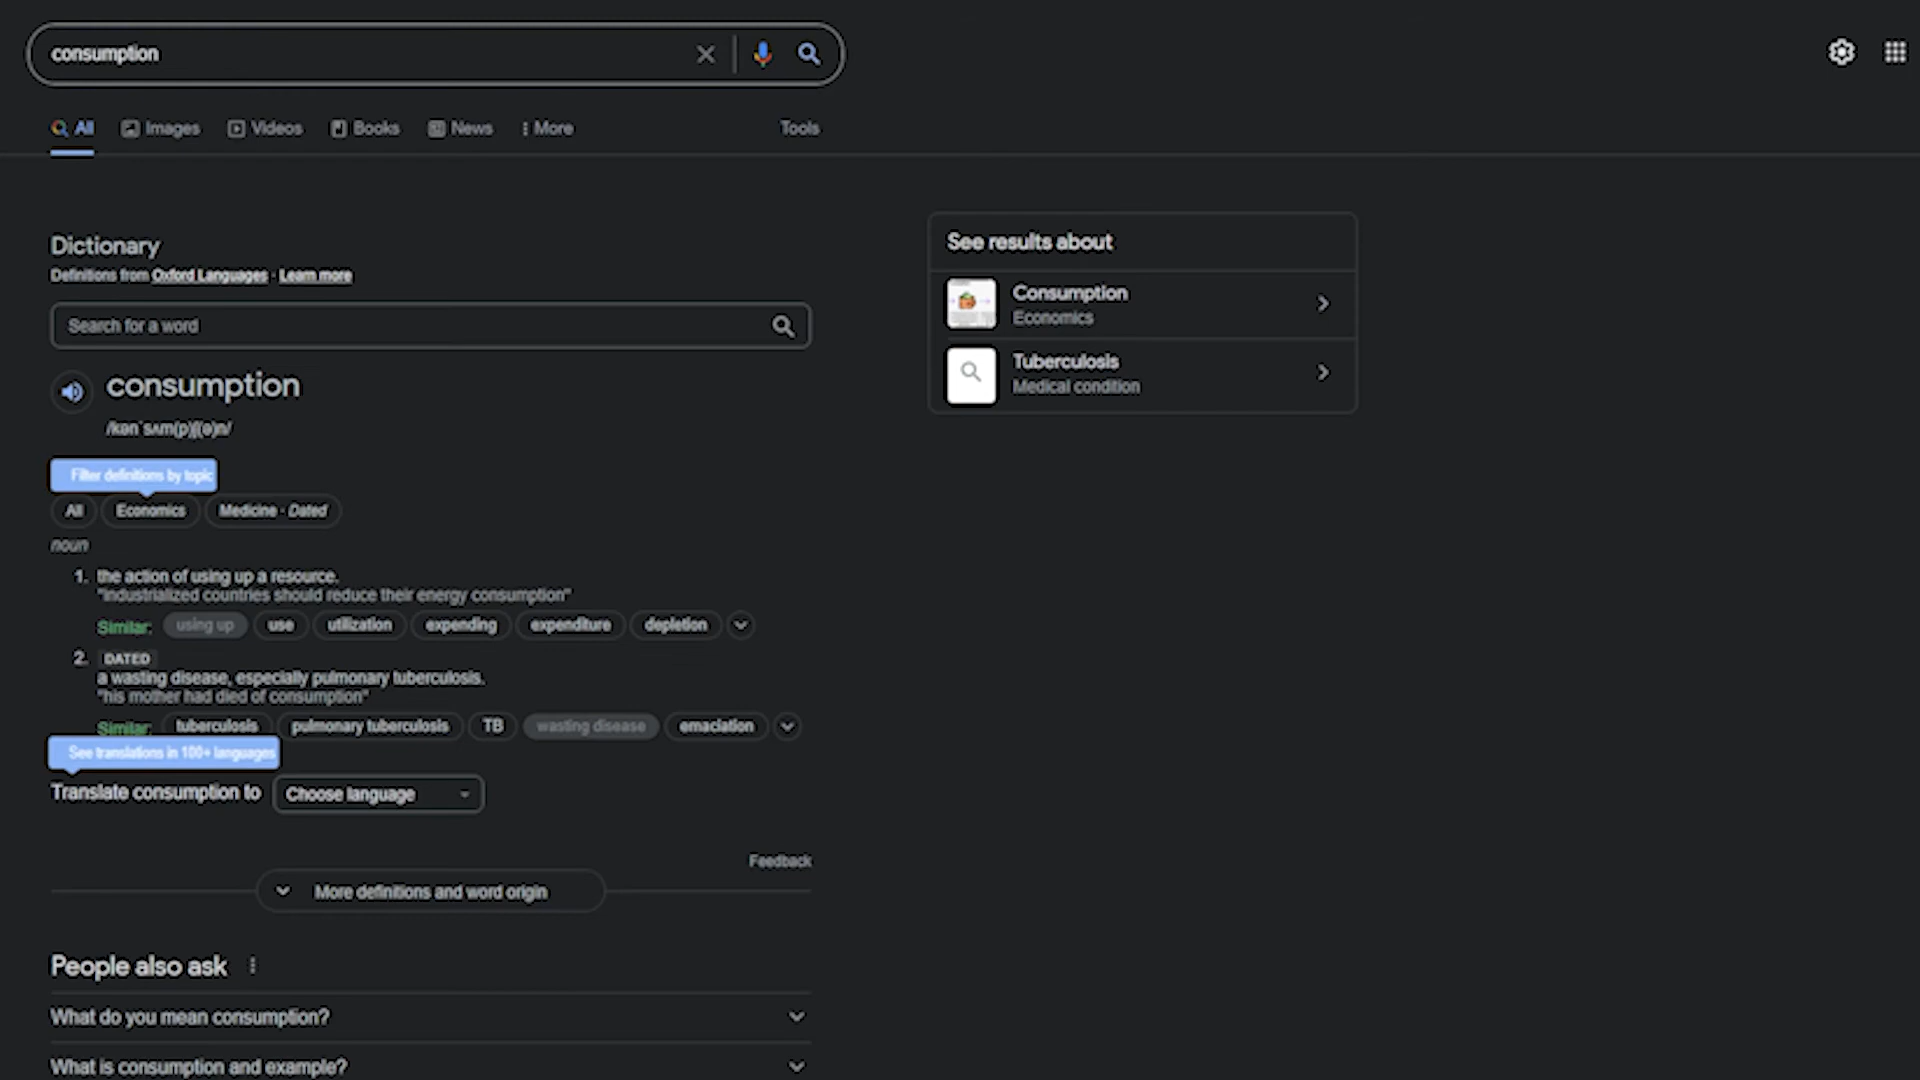 consumption
All Images Videos Books News More Tools
Dictionary
Definitions from Oxford Languages · Learn more
Search for a word
consumption
/kənˈsʌm(p)ʃ(ə)n/
Filter definitions by topic
All Economics Medicine · Dated
noun
1. the action of using up a resource.
"industrialized countries should reduce their energy consumption"
Similar: using up use utilization expending expenditure depletion
2. DATED
a wasting disease, especially pulmonary tuberculosis.
"his mother had died of consumption"
Similar: tuberculosis pulmonary tuberculosis TB wasting disease emaciation
See translations in 100+ languages
Translate consumption to Choose language
Feedback
More definitions and word origin
People also ask
What do you mean consumption?
What is consumption and example?
See results about
Consumption
Economics
Tuberculosis
Medical condition